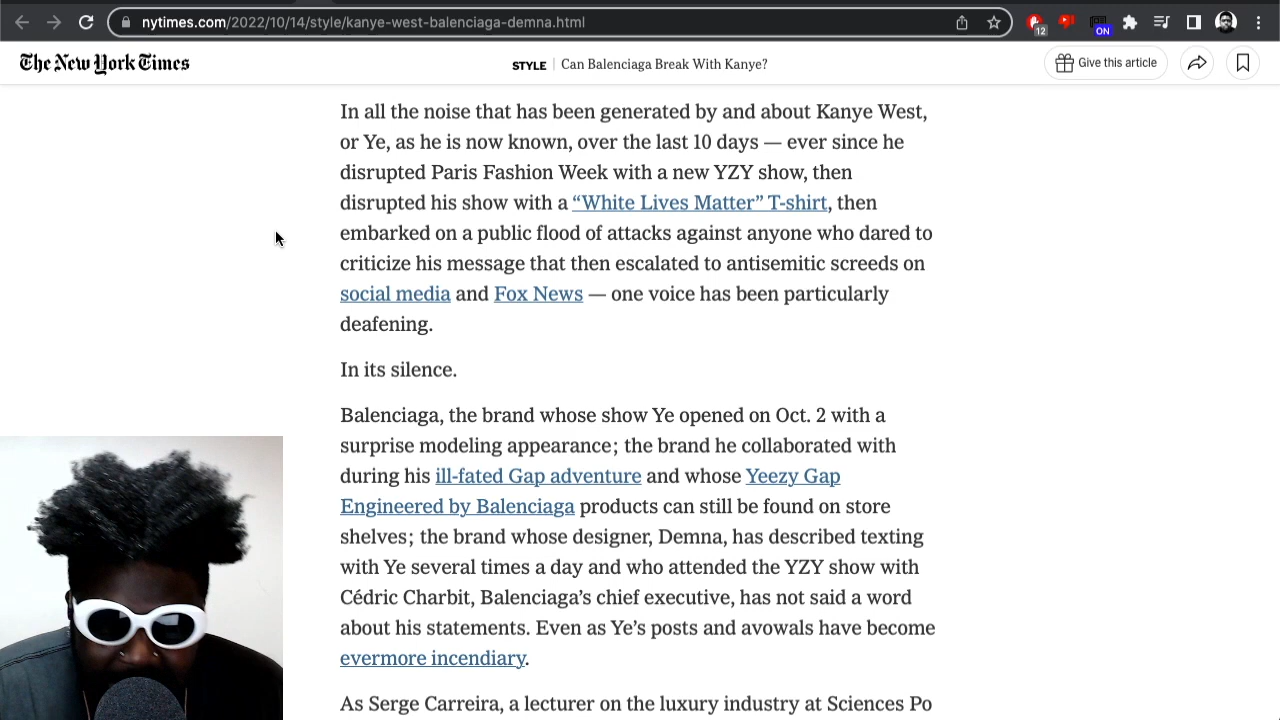 nytimes.com/2022/10/14/style/kanye-west-balenciaga-demna.html
12
ON
The New York Times
STYLE | Can Balenciaga Break With Kanye?
Give this article
In all the noise that has been generated by and about Kanye West,
or Ye, as he is now known, over the last 10 days — ever since he
disrupted Paris Fashion Week with a new YZY show, then
disrupted his show with a “White Lives Matter” T-shirt, then
embarked on a public flood of attacks against anyone who dared to
criticize his message that then escalated to antisemitic screeds on
social media and Fox News — one voice has been particularly
deafening.
In its silence.
Balenciaga, the brand whose show Ye opened on Oct. 2 with a
surprise modeling appearance; the brand he collaborated with
during his ill-fated Gap adventure and whose Yeezy Gap
Engineered by Balenciaga products can still be found on store
shelves; the brand whose designer, Demna, has described texting
with Ye several times a day and who attended the YZY show with
Cédric Charbit, Balenciaga’s chief executive, has not said a word
about his statements. Even as Ye’s posts and avowals have become
evermore incendiary.
As Serge Carreira, a lecturer on the luxury industry at Sciences Po